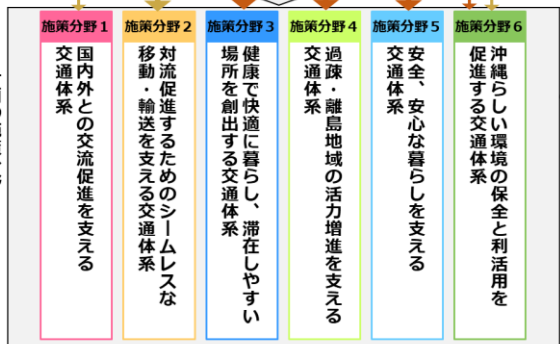 施策分野1
国内外との交流促進を支える
交通体系
施策分野2
対流促進するためのシームレスな
移動・輸送を支える交通体系
施策分野3
健康で快適に暮らし、滞在しやすい
場所を創出する交通体系
施策分野4
過疎・離島地域の活力増進を支える
交通体系
施策分野5
安全、安心な暮らしを支える
交通体系
施策分野6
沖縄らしい環境の保全と利活用を
促進する交通体系